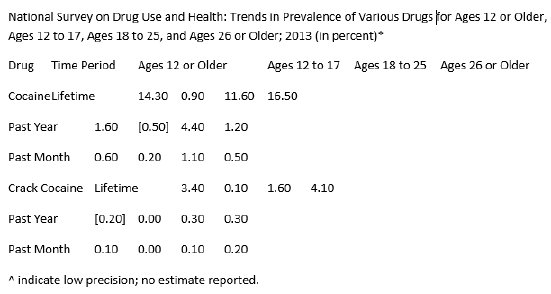 National Survey on Drug Use and Health: Trends in Prevalence of Various Drugs for Ages 12 or Older,
Ages 12 to 17, Ages 18 to 25, and Ages 26 or Older; 2013 (in percent)*
Drug Time Period Ages 12 or Older Ages 12 to 17 Ages 18 to 25 Ages 26 or Older
CocaineLifetime 14.30 0.90 11.60 16.50
Past Year 1.60 [0.50] 4.40 1.20
Past Month 0.60 0.20 1.10 0.50
Crack Cocaine Lifetime 3.40 0.10 1.60 4.10
Past Year [0.20] 0.00 0.30 0.30
Past Month 0.10 0.00 0.10 0.20
^ indicate low precision; no estimate reported.